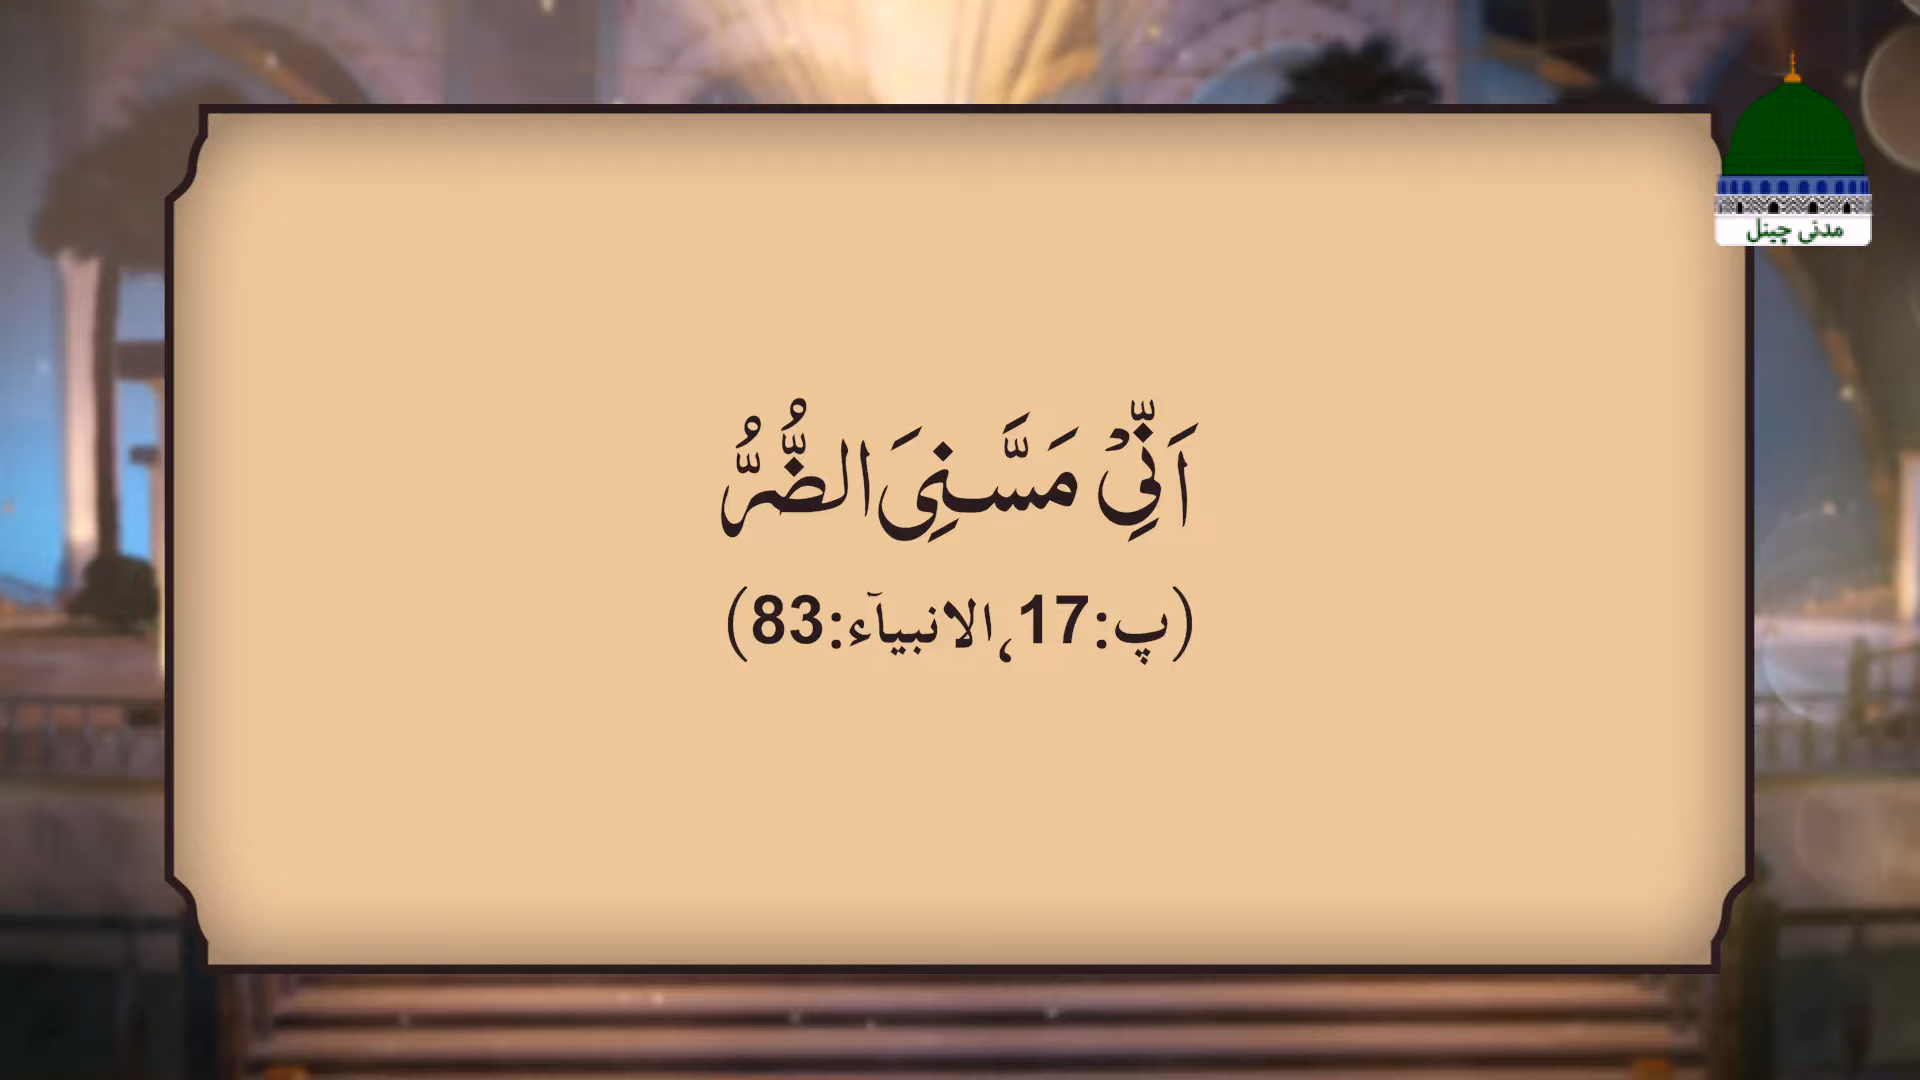 مدنی چینل
اَنِّیْ مَسَّنِیَ الضُّرُّ
(پ:17،الانبیآء:83)